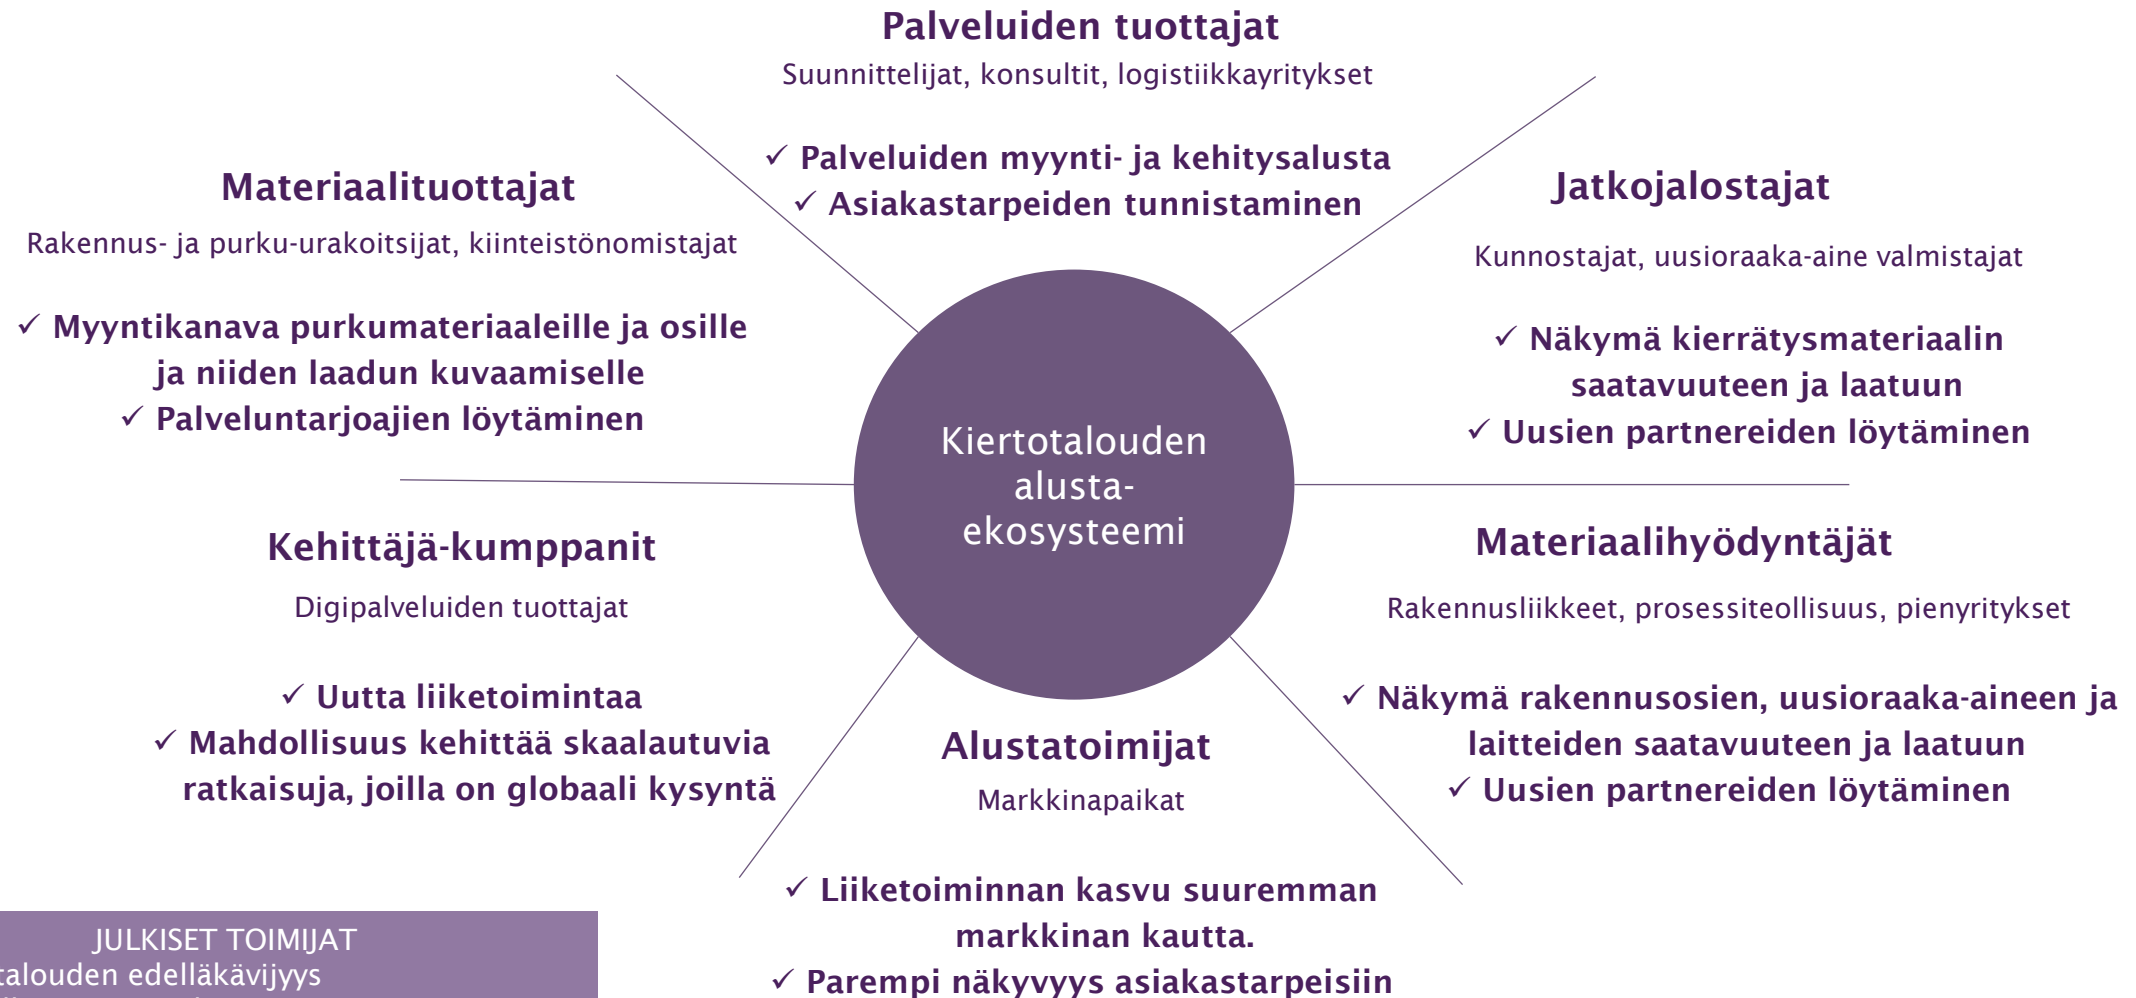 Palveluiden tuottajat
Suunnittelijat, konsultit, logistiikkayritykset
✓ Palveluiden myynti- ja kehitysalusta
✓ Asiakastarpeiden tunnistaminen
Materiaalituottajat
Rakennus- ja purku-urakoitsijat, kiinteistönomistajat
✓ Myyntikanava purkumateriaaleille ja osille
ja niiden laadun kuvaamiselle
✓ Palveluntarjoajien löytäminen
Jatkojalostajat
Kunnostajat, uusioraaka-aine valmistajat
✓ Näkymä kierrätysmateriaalin
saatavuuteen ja laatuun
✓ Uusien partnereiden löytäminen
Kiertotalouden
alusta-
ekosysteemi
Kehittäjä-kumppanit
Digipalveluiden tuottajat
✓ Uutta liiketoimintaa
✓ Mahdollisuus kehittää skaalautuvia
ratkaisuja, joilla on globaali kysyntä
Materiaalihyödyntäjät
Rakennusliikkeet, prosessiteollisuus, pienyritykset
✓ Näkymä rakennusosien, uusioraaka-aineen ja
laitteiden saatavuuteen ja laatuun
✓ Uusien partnereiden löytäminen
Alustatoimijat
Markkinapaikat
✓ Liiketoiminnan kasvu suuremman
markkinan kautta.
✓ Parempi näkyvyys asiakastarpeisiin
JULKISET TOIMIJAT
talouden edelläkävijyys